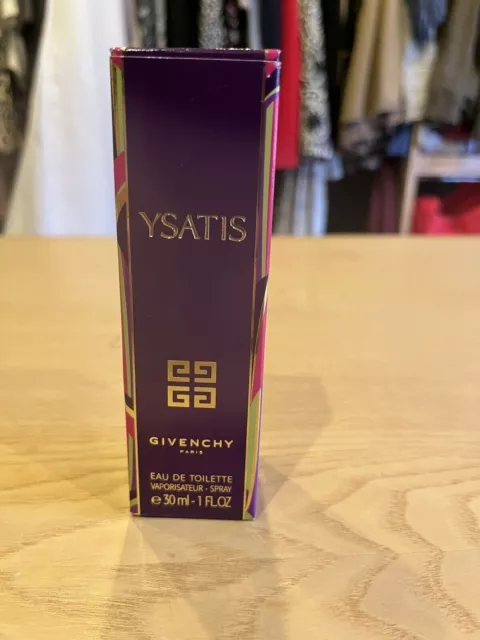 YSATIS
GIVENCHY
PARIS
EAU DE TOILETTE
VAPORISATEUR - SPRAY
℮ 30 ml - 1 FL.OZ